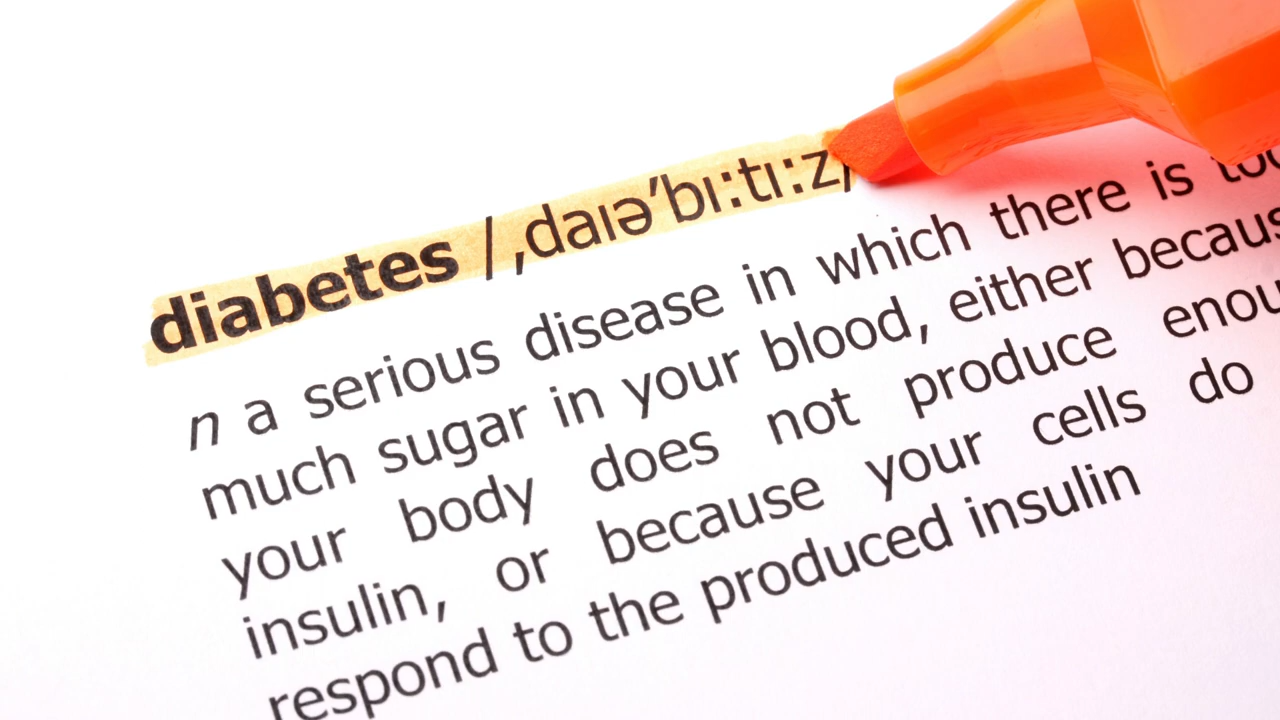 diabetes /ˌdaɪəˈbɪːtɪːz/
n a serious disease in which there is
much sugar in your blood, either
your body does not produce
insulin, or because your cells do
respond to the produced insulin